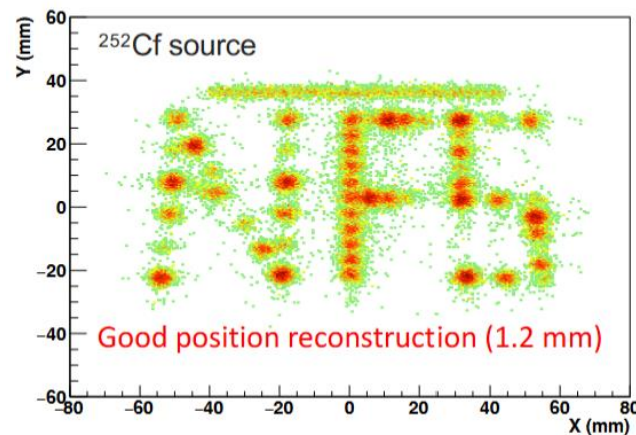 Y (mm)
60
²⁵²Cf source
40
20
NFS
0
−20
−40
Good position reconstruction (1.2 mm)
−60
−80 −60 −40 −20 0 20 40 60 80
X (mm)